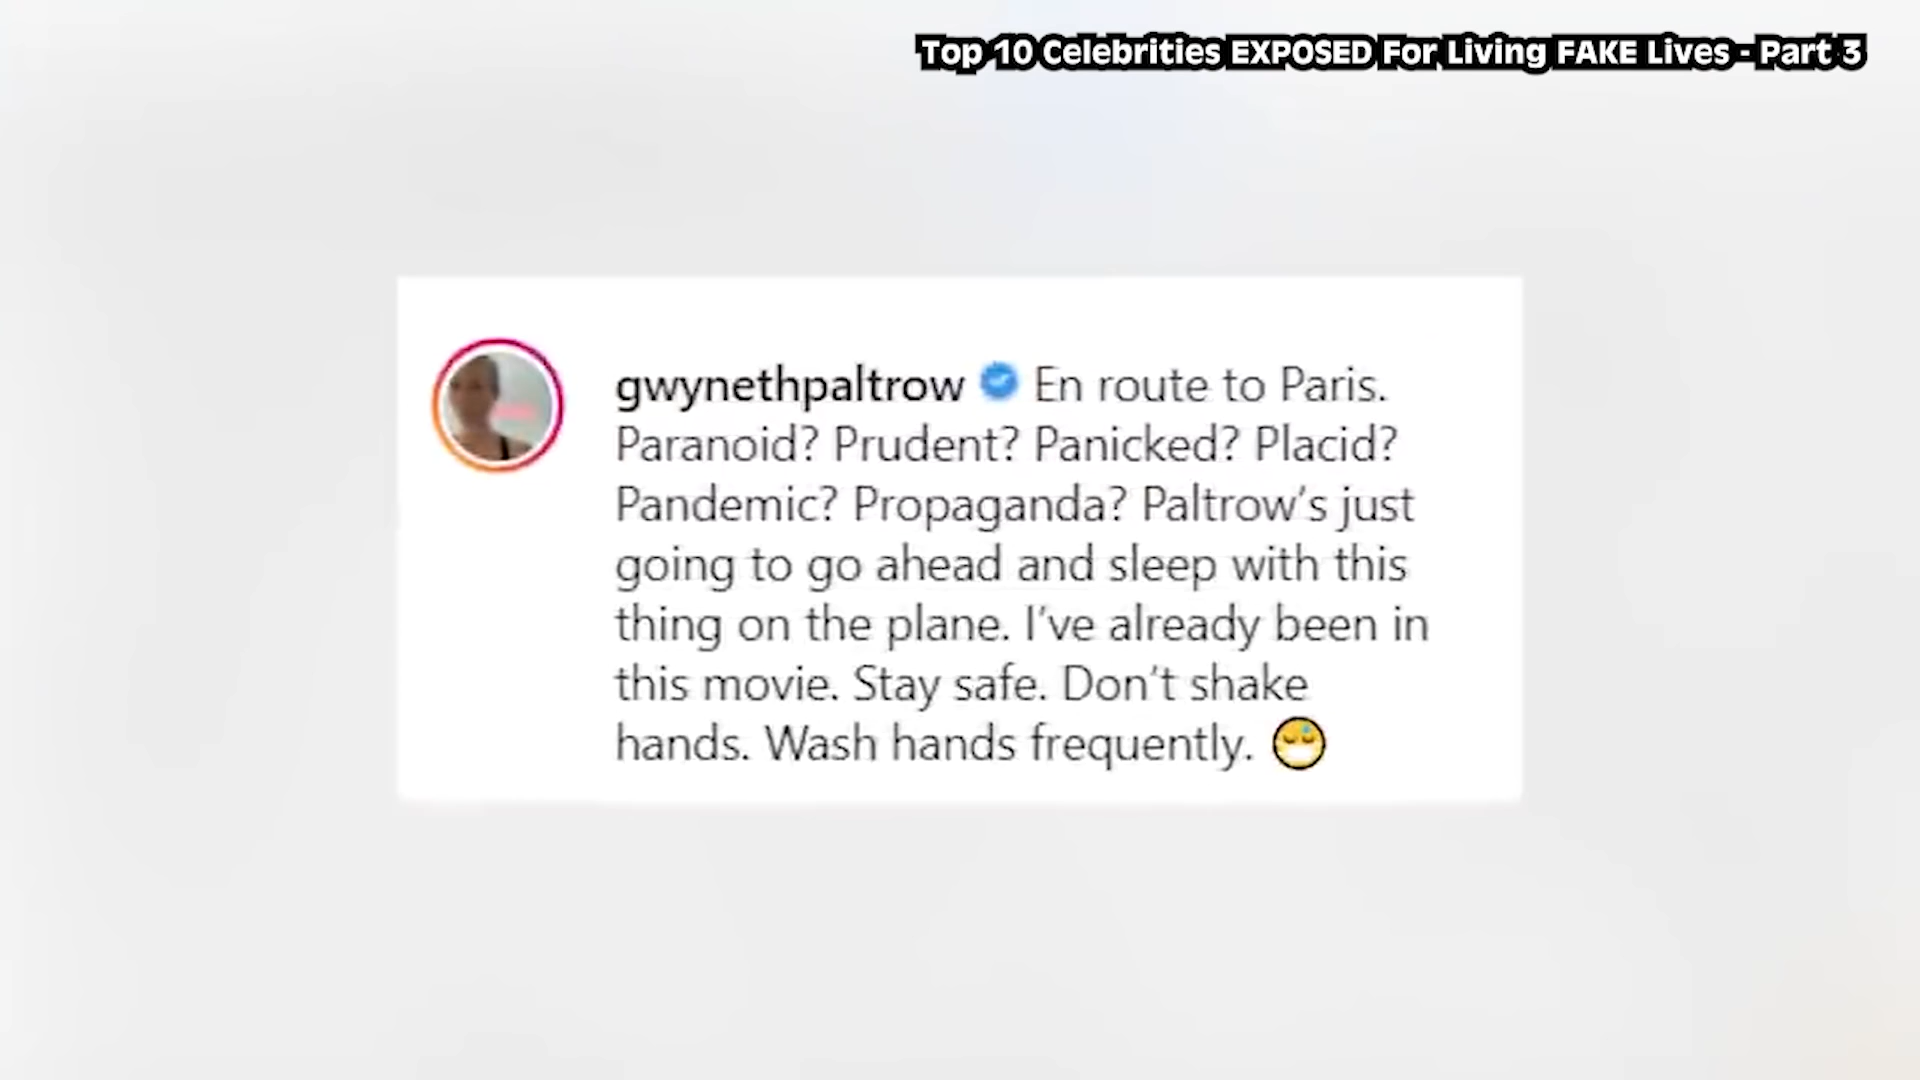 Top 10 Celebrities EXPOSED For Living FAKE Lives - Part 3
gwynethpaltrow En route to Paris.
Paranoid? Prudent? Panicked? Placid?
Pandemic? Propaganda? Paltrow's just
going to go ahead and sleep with this
thing on the plane. I've already been in
this movie. Stay safe. Don't shake
hands. Wash hands frequently. 😷